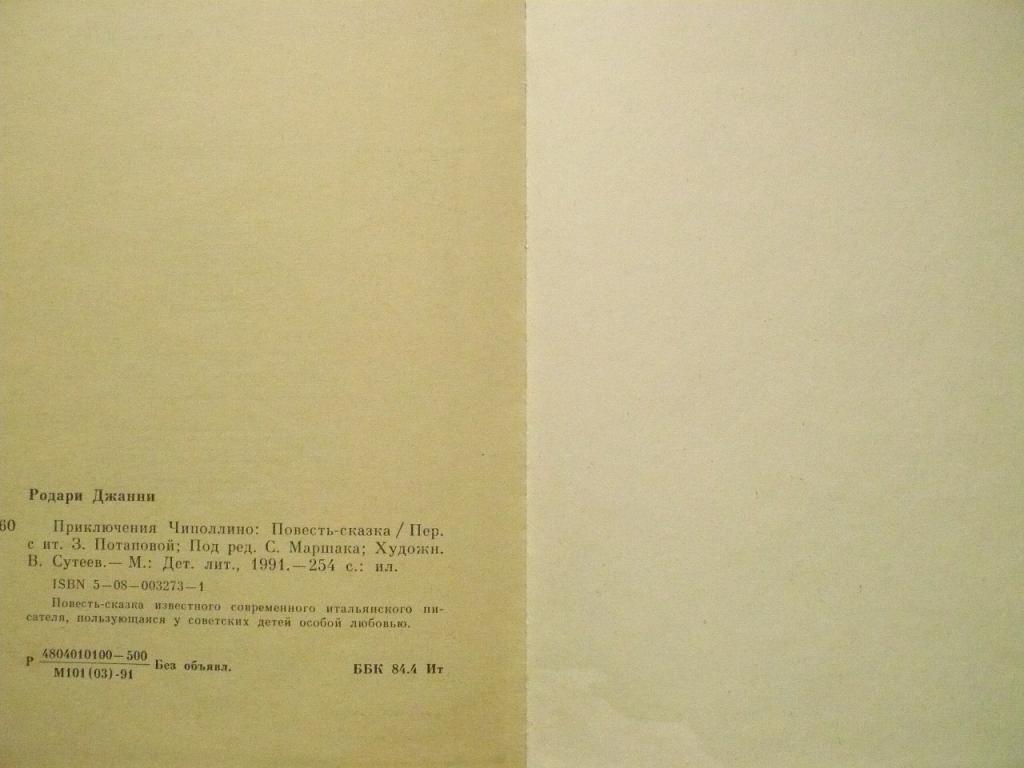 Родари Джанни
60 Приключения Чиполлино: Повесть-сказка / Пер.
с ит. З. Потаповой; Под ред. С. Маршака; Художн.
В. Сутеев.— М.: Дет. лит., 1991.—254 с.: ил.
ISBN 5—08—003273—1
Повесть-сказка известного современного итальянского пи-
сателя, пользующаяся у советских детей особой любовью.
Р 4804010100—500
М101(03)-91
Без объявл.
ББК 84.4 Ит